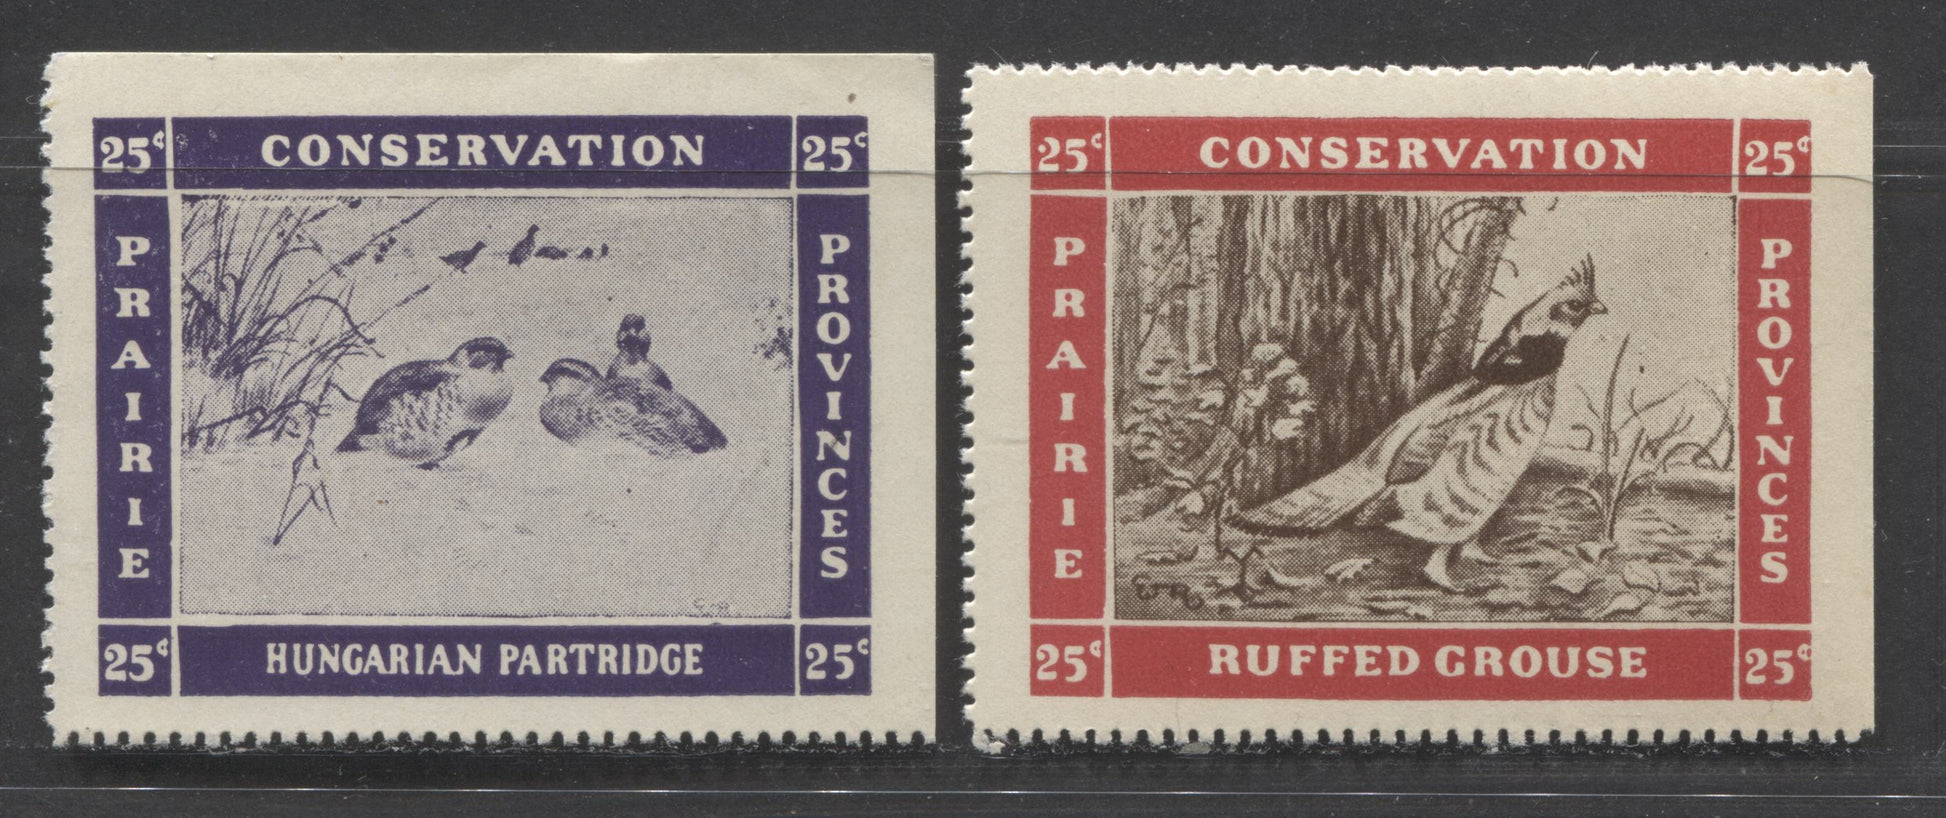 25¢ CONSERVATION 25¢
PRAIRIE
PROVINCES
25¢ HUNGARIAN PARTRIDGE 25¢
25¢ CONSERVATION 25¢
PRAIRIE
PROVINCES
25¢ RUFFED GROUSE 25¢